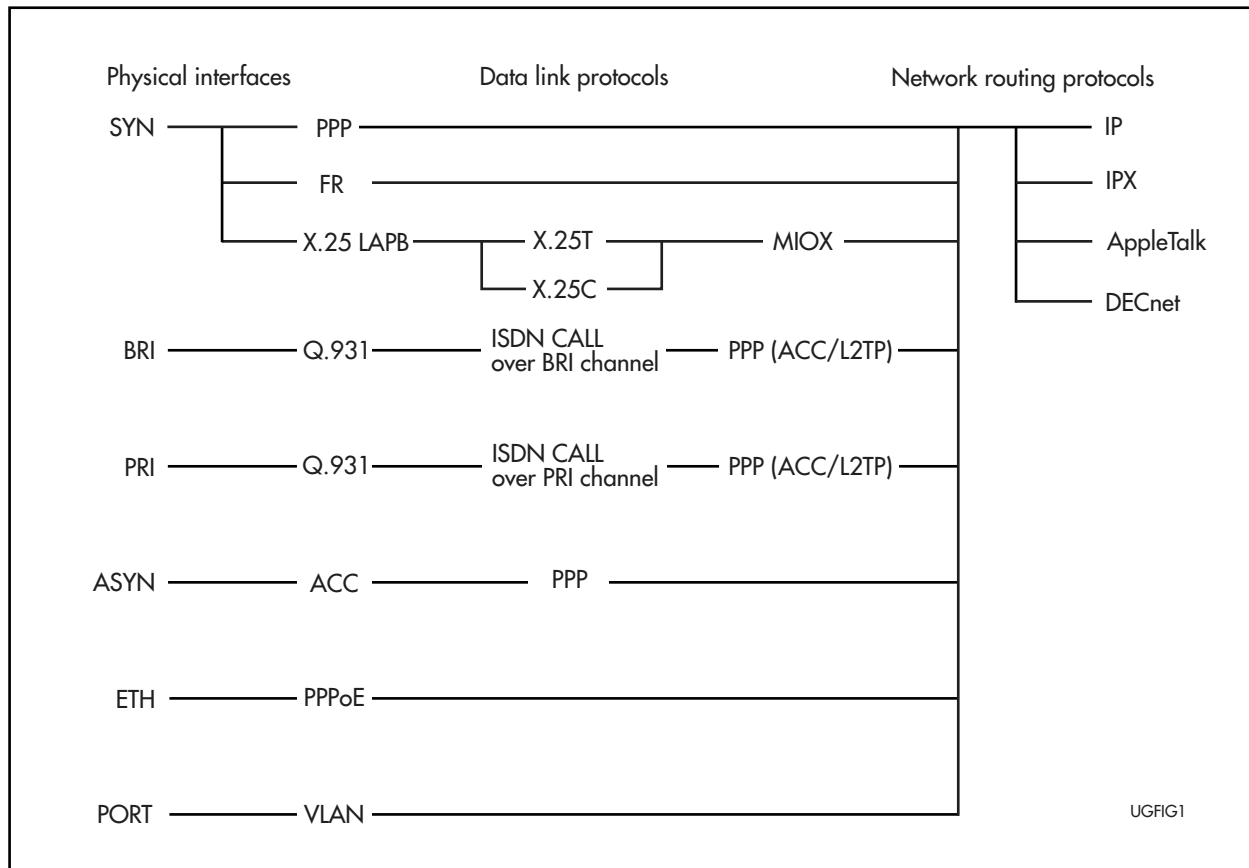 Physical interfaces Data link protocols Network routing protocols
SYN PPP IP
FR IPX
X.25 LAPB X.25T MIOX AppleTalk
X.25C
DECnet
BRI Q.931 ISDN CALL
over BRI channel PPP (ACC/L2TP)
PRI Q.931 ISDN CALL
over PRI channel PPP (ACC/L2TP)
ASYN ACC PPP
ETH PPPoE
PORT VLAN
UGFIG1